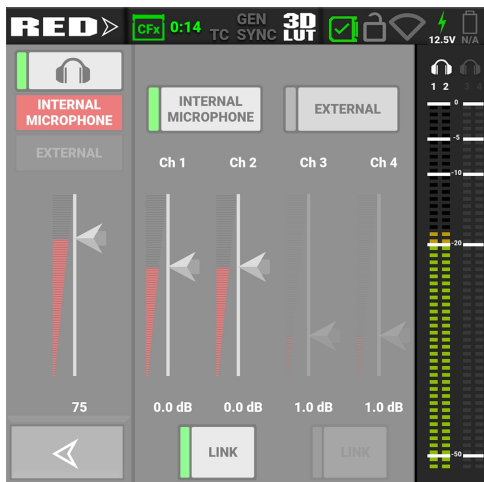 RED
CFx 0:14 GEN
TC SYNC 3D
LUT
12.5V N/A
INTERNAL
MICROPHONE
EXTERNAL
INTERNAL
MICROPHONE
EXTERNAL
Ch 1 Ch 2 Ch 3 Ch 4
75 0.0 dB 0.0 dB 1.0 dB 1.0 dB
LINK LINK
1 2 3 4
0
-5
-10
-20
-50